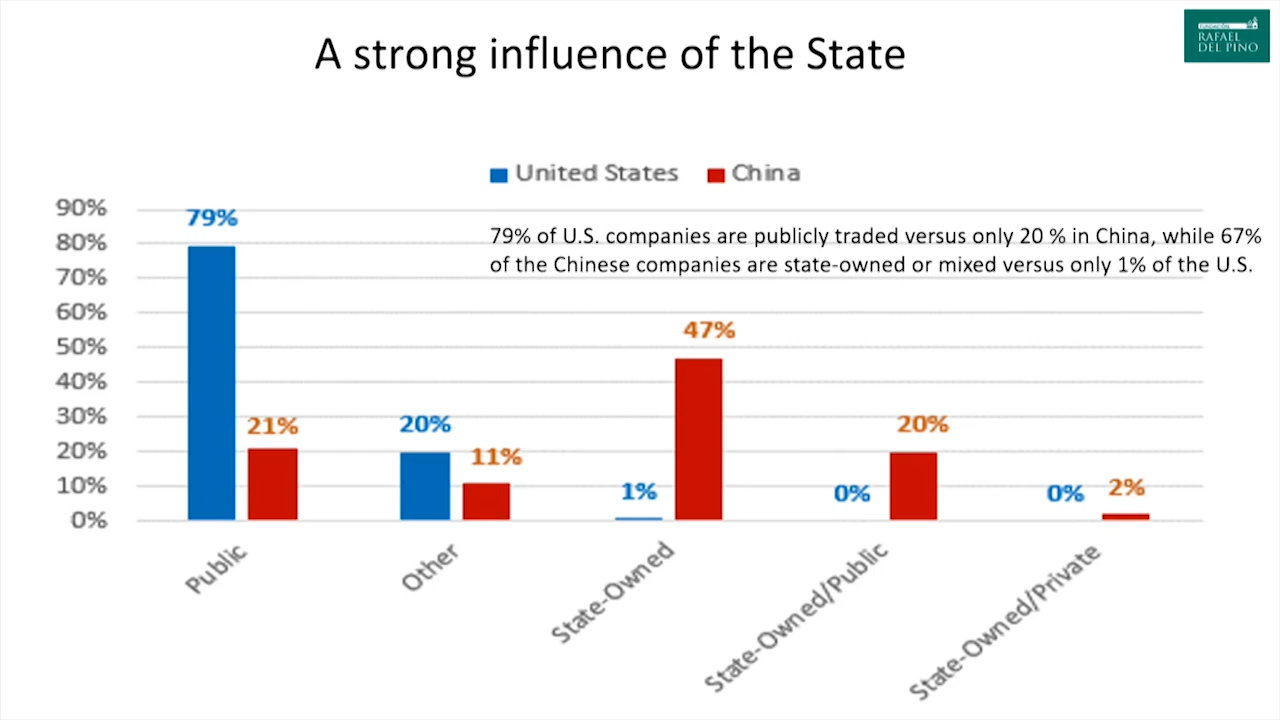 A strong influence of the State
FUNDACIÓN
RAFAEL
DEL PINO
United States China
79% of U.S. companies are publicly traded versus only 20 % in China, while 67%
of the Chinese companies are state-owned or mixed versus only 1% of the U.S.
90%
80%
70%
60%
50%
40%
30%
20%
10%
0%
79%
21%
20%
11%
1%
47%
0%
20%
0%
2%
Public
Other
State-Owned
State-Owned/Public
State-Owned/Private